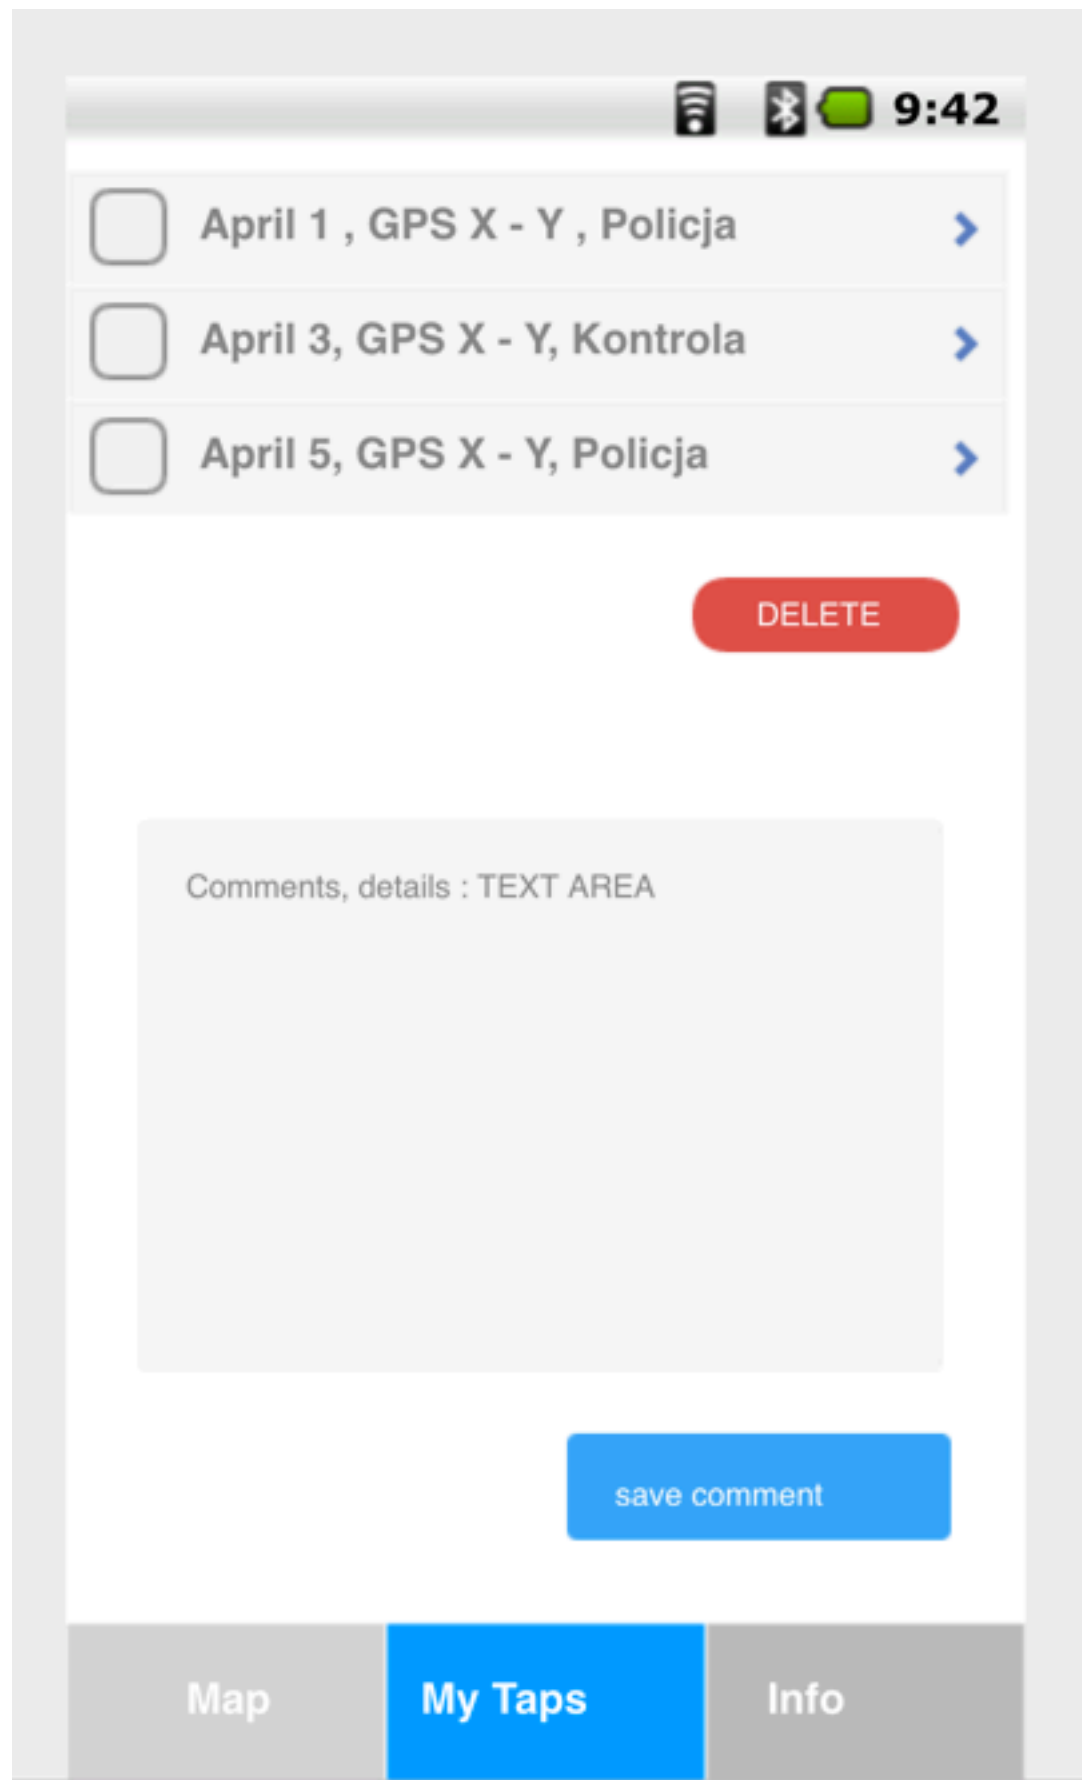 9:42
April 1 , GPS X - Y , Policja
April 3, GPS X - Y, Kontrola
April 5, GPS X - Y, Policja
DELETE
Comments, details : TEXT AREA
save comment
Map My Taps Info